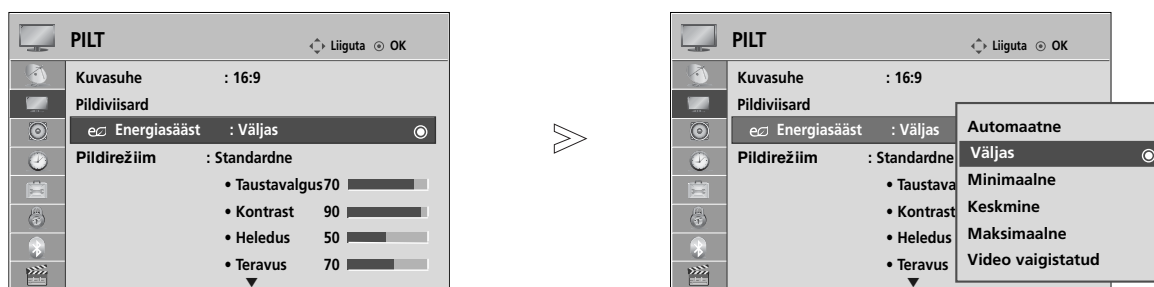 PILT
Liiguta OK
Kuvasuhe : 16:9
Pildiviisard
Energiasääst : Väljas
Pildirežiim : Standardne
• Taustavalgus70
• Kontrast 90
• Heledus 50
• Teravus 70
PILT
Liiguta OK
Kuvasuhe : 16:9
Pildiviisard
Energiasääst : Väljas
Pildirežiim : Standardne
• Taustava
• Kontrast
• Heledus
• Teravus
Automaatne
Väljas
Minimaalne
Keskmine
Maksimaalne
Video vaigistatud